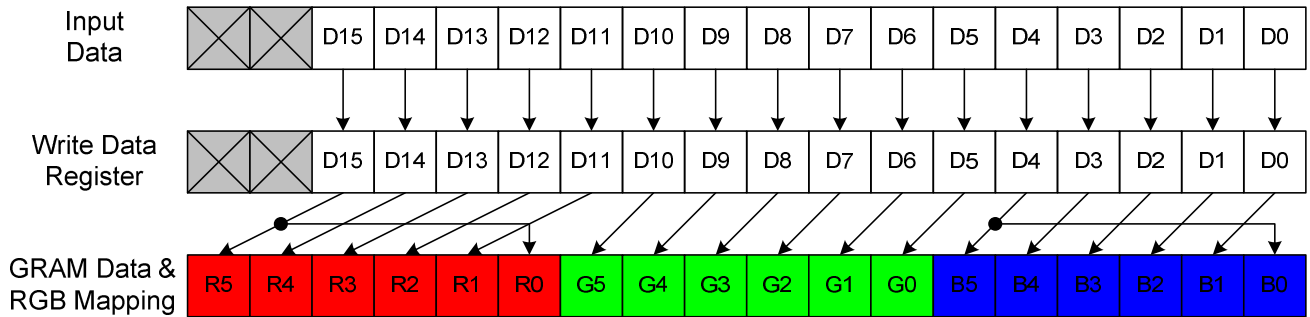 Input
Data
D15 D14 D13 D12 D11 D10 D9 D8 D7 D6 D5 D4 D3 D2 D1 D0
Write Data
Register
D15 D14 D13 D12 D11 D10 D9 D8 D7 D6 D5 D4 D3 D2 D1 D0
GRAM Data &
RGB Mapping
R5 R4 R3 R2 R1 R0 G5 G4 G3 G2 G1 G0 B5 B4 B3 B2 B1 B0